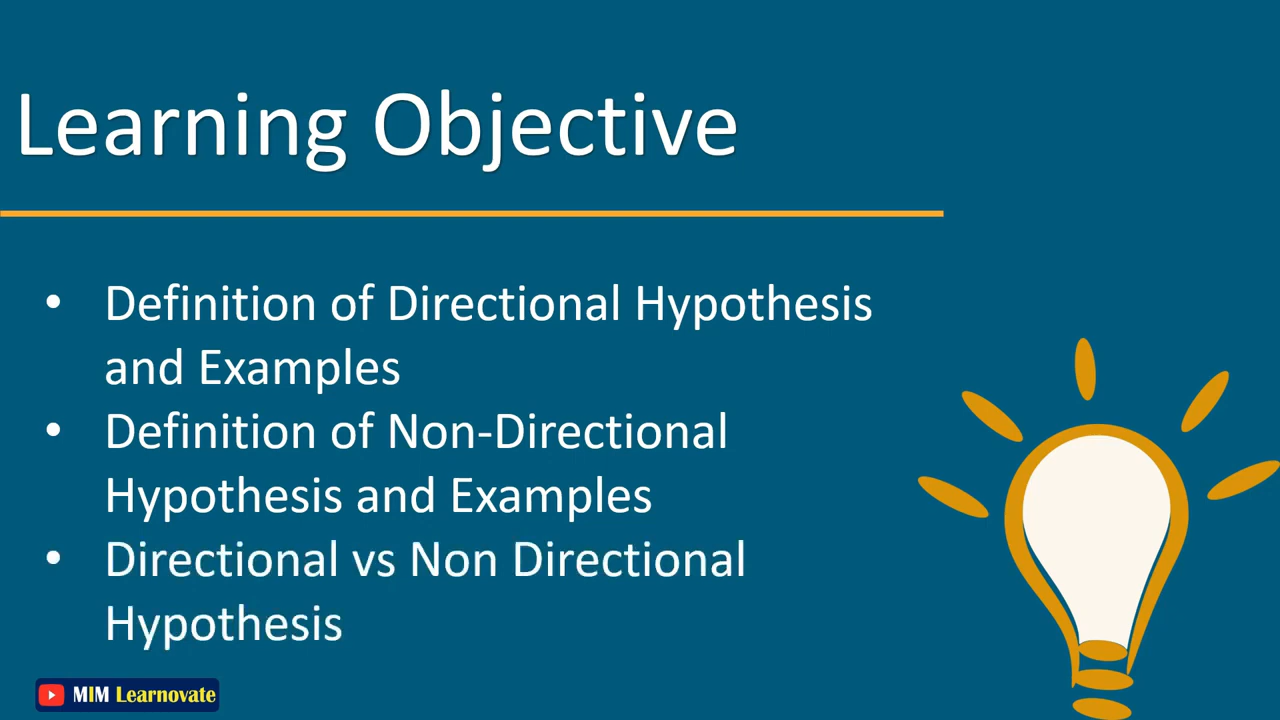 Learning Objective
• Definition of Directional Hypothesis
and Examples
• Definition of Non-Directional
Hypothesis and Examples
• Directional vs Non Directional
Hypothesis
MIM Learnovate